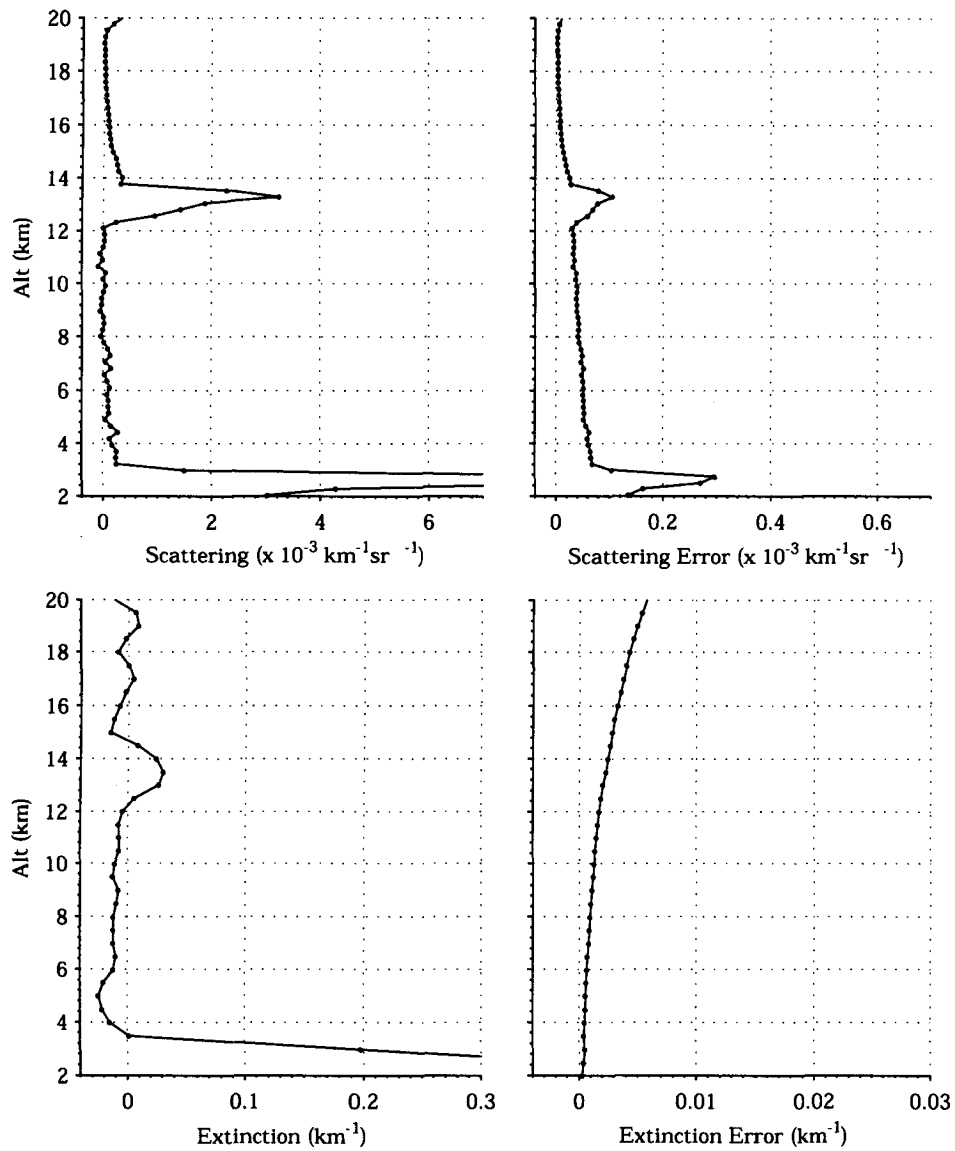 20
18
16
14
12
10
8
6
4
2
Alt (km)
0 2 4 6
Scattering (x 10⁻³ km⁻¹sr ⁻¹)
0 0.2 0.4 0.6
Scattering Error (x 10⁻³ km⁻¹sr ⁻¹)
20
18
16
14
12
10
8
6
4
2
Alt (km)
0 0.1 0.2 0.3
Extinction (km⁻¹)
0 0.01 0.02 0.03
Extinction Error (km⁻¹)